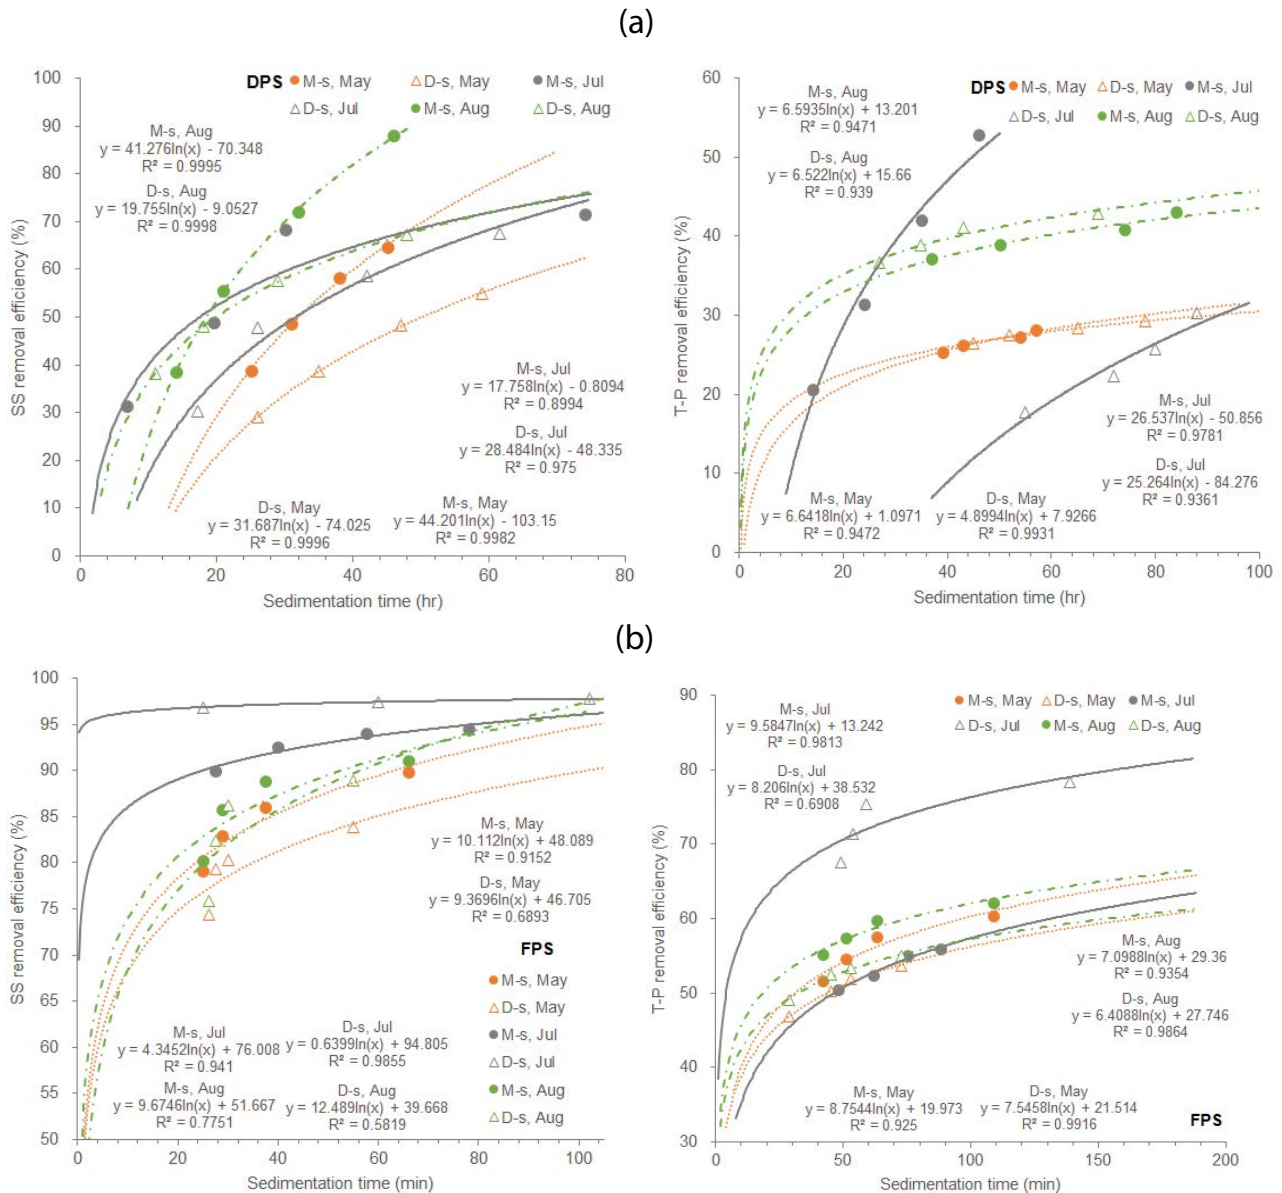 (a)
DPS M-s, May D-s, May M-s, Jul
D-s, Jul M-s, Aug D-s, Aug
M-s, Aug
y = 41.276ln(x) - 70.348
R² = 0.9995
D-s, Aug
y = 19.755ln(x) - 9.0527
R² = 0.9998
M-s, Jul
y = 17.758ln(x) - 0.8094
R² = 0.8994
D-s, Jul
y = 28.484ln(x) - 48.335
R² = 0.975
D-s, May
y = 31.687ln(x) - 74.025
R² = 0.9996
M-s, May
y = 44.201ln(x) - 103.15
R² = 0.9982
SS removal efficiency (%)
100
90
80
70
60
50
40
30
20
10
0
0 20 40 60 80
Sedimentation time (hr)
DPS M-s, May D-s, May M-s, Jul
D-s, Jul M-s, Aug D-s, Aug
M-s, Aug
y = 6.5935ln(x) + 13.201
R² = 0.9471
D-s, Aug
y = 6.522ln(x) + 15.66
R² = 0.939
M-s, Jul
y = 26.537ln(x) - 50.856
R² = 0.9781
D-s, Jul
y = 25.264ln(x) - 84.276
R² = 0.9361
M-s, May
y = 6.6418ln(x) + 1.0971
R² = 0.9472
D-s, May
y = 4.8994ln(x) + 7.9266
R² = 0.9931
T-P removal efficiency (%)
60
50
40
30
20
10
0
0 20 40 60 80 100
Sedimentation time (hr)
(b)
SS removal efficiency (%)
100
95
90
85
80
75
70
65
60
55
50
M-s, May
y = 10.112ln(x) + 48.089
R² = 0.9152
D-s, May
y = 9.3696ln(x) + 46.705
R² = 0.6893
FPS
M-s, May
D-s, May
M-s, Jul
D-s, Jul
M-s, Aug
D-s, Aug
M-s, Jul
y = 4.3452ln(x) + 76.008
R² = 0.941
D-s, Jul
y = 0.6399ln(x) + 94.805
R² = 0.9855
M-s, Aug
y = 9.6746ln(x) + 51.667
R² = 0.7751
D-s, Aug
y = 12.489ln(x) + 39.668
R² = 0.5819
0 20 40 60 80 100
Sedimentation time (min)
M-s, May D-s, May M-s, Jul
D-s, Jul M-s, Aug D-s, Aug
M-s, Jul
y = 9.5847ln(x) + 13.242
R² = 0.9813
D-s, Jul
y = 8.206ln(x) + 38.532
R² = 0.6908
M-s, Aug
y = 7.0988ln(x) + 29.36
R² = 0.9354
D-s, Aug
y = 6.4088ln(x) + 27.746
R² = 0.9864
M-s, May
y = 8.7544ln(x) + 19.973
R² = 0.925
D-s, May
y = 7.5458ln(x) + 21.514
R² = 0.9916
FPS
T-P removal efficiency (%)
90
80
70
60
50
40
30
0 50 100 150 200
Sedimentation time (min)